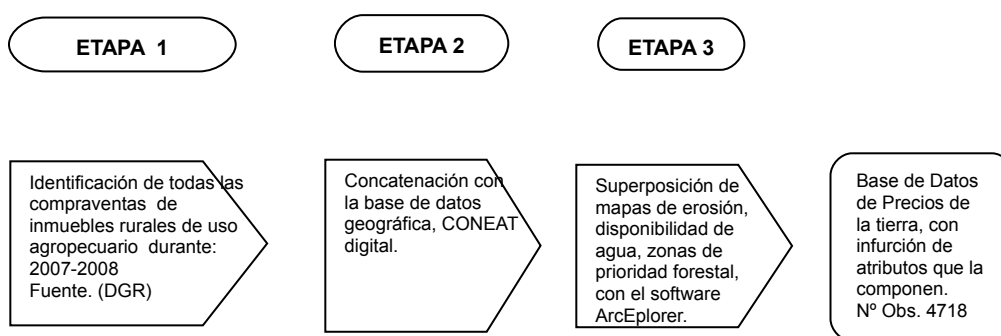 ETAPA 1
ETAPA 2
ETAPA 3
Identificación de todas las
compraventas de
inmuebles rurales de uso
agropecuario durante:
2007-2008
Fuente. (DGR)
Concatenación con
la base de datos
geográfica, CONEAT
digital.
Superposición de
mapas de erosión,
disponibilidad de
agua, zonas de
prioridad forestal,
con el software
ArcEplorer.
Base de Datos
de Precios de
la tierra, con
infurción de
atributos que la
componen.
Nº Obs. 4718